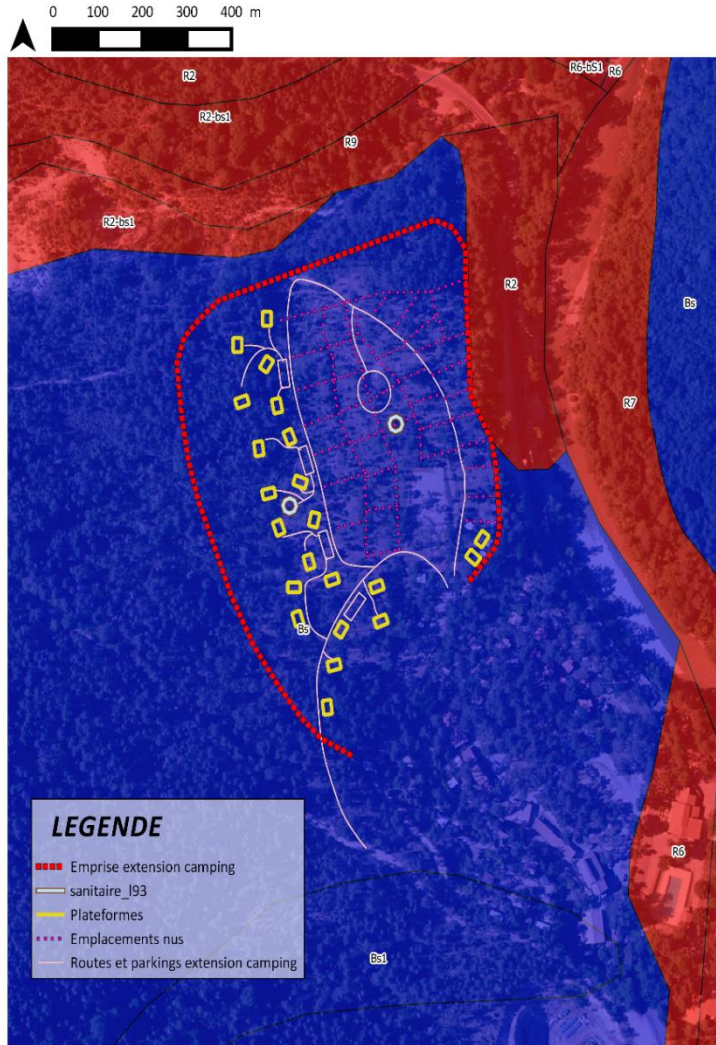 0 100 200 300 400 m
R2
R6-bS1
R6
R2-bs1
R9
R2-bs1
R2
Bs
R7
Bs
R6
Bs1
LEGENDE
Emprise extension camping
sanitaire_l93
Plateformes
Emplacements nus
Routes et parkings extension camping